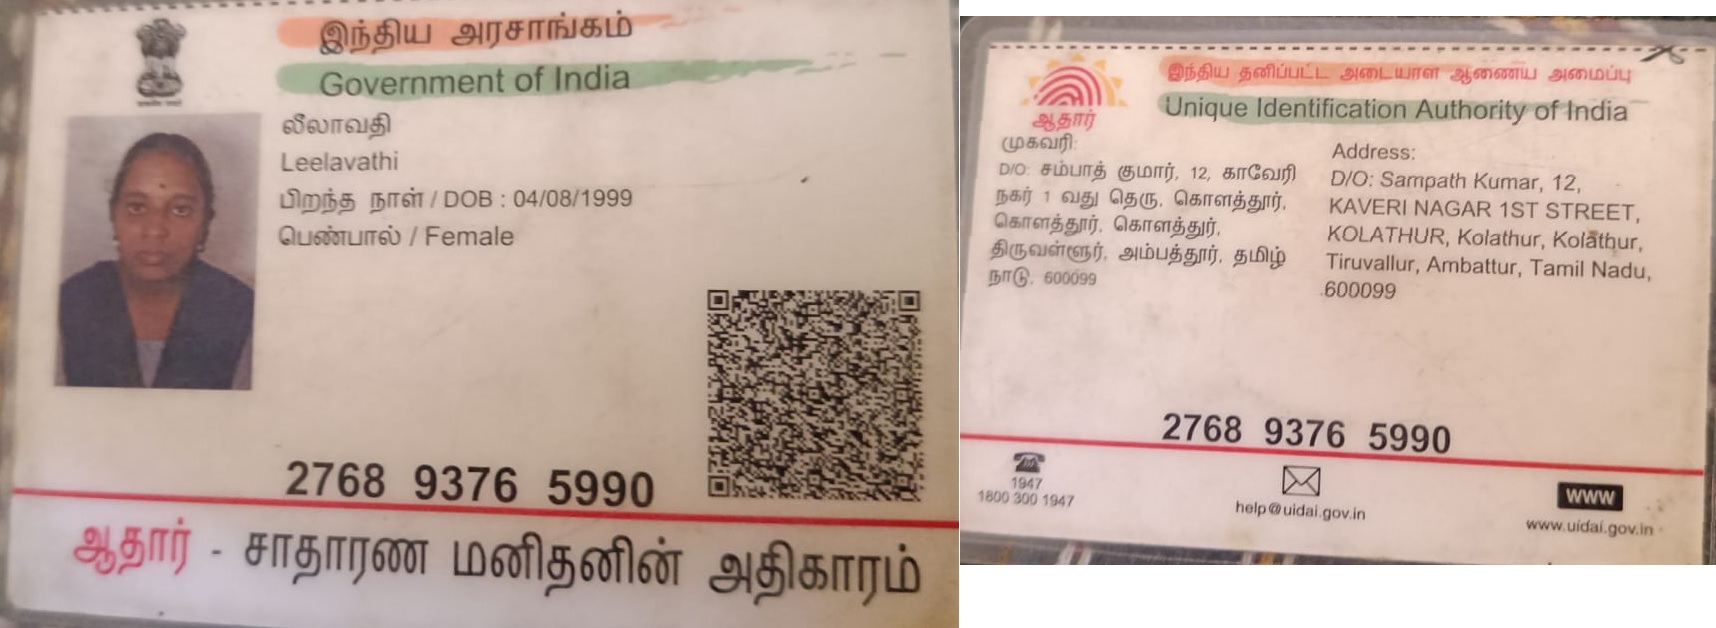 இந்திய அரசாங்கம்
Government of India
லீலாவதி
Leelavathi
பிறந்த நாள் / DOB : 04/08/1999
பெண்பால் / Female
2768 9376 5990
ஆதார் - சாதாரண மனிதனின் அதிகாரம்
இந்திய தனிப்பட்ட அடையாள ஆணைய அமைப்பு
Unique Identification Authority of India
ஆதார்
முகவரி:
D/O: சம்பாத் குமார், 12, காவேரி
நகர் 1 வது தெரு, கொளத்தூர்,
கொளத்தூர், கொளத்துர்,
திருவள்ளூர், அம்பத்தூர், தமிழ்
நாடு, 600099
Address:
D/O: Sampath Kumar, 12,
KAVERI NAGAR 1ST STREET,
KOLATHUR, Kolathur, Kolathur,
Tiruvallur, Ambattur, Tamil Nadu,
600099
2768 9376 5990
1947
1800 300 1947
help@uidai.gov.in
www
www.uidai.gov.in